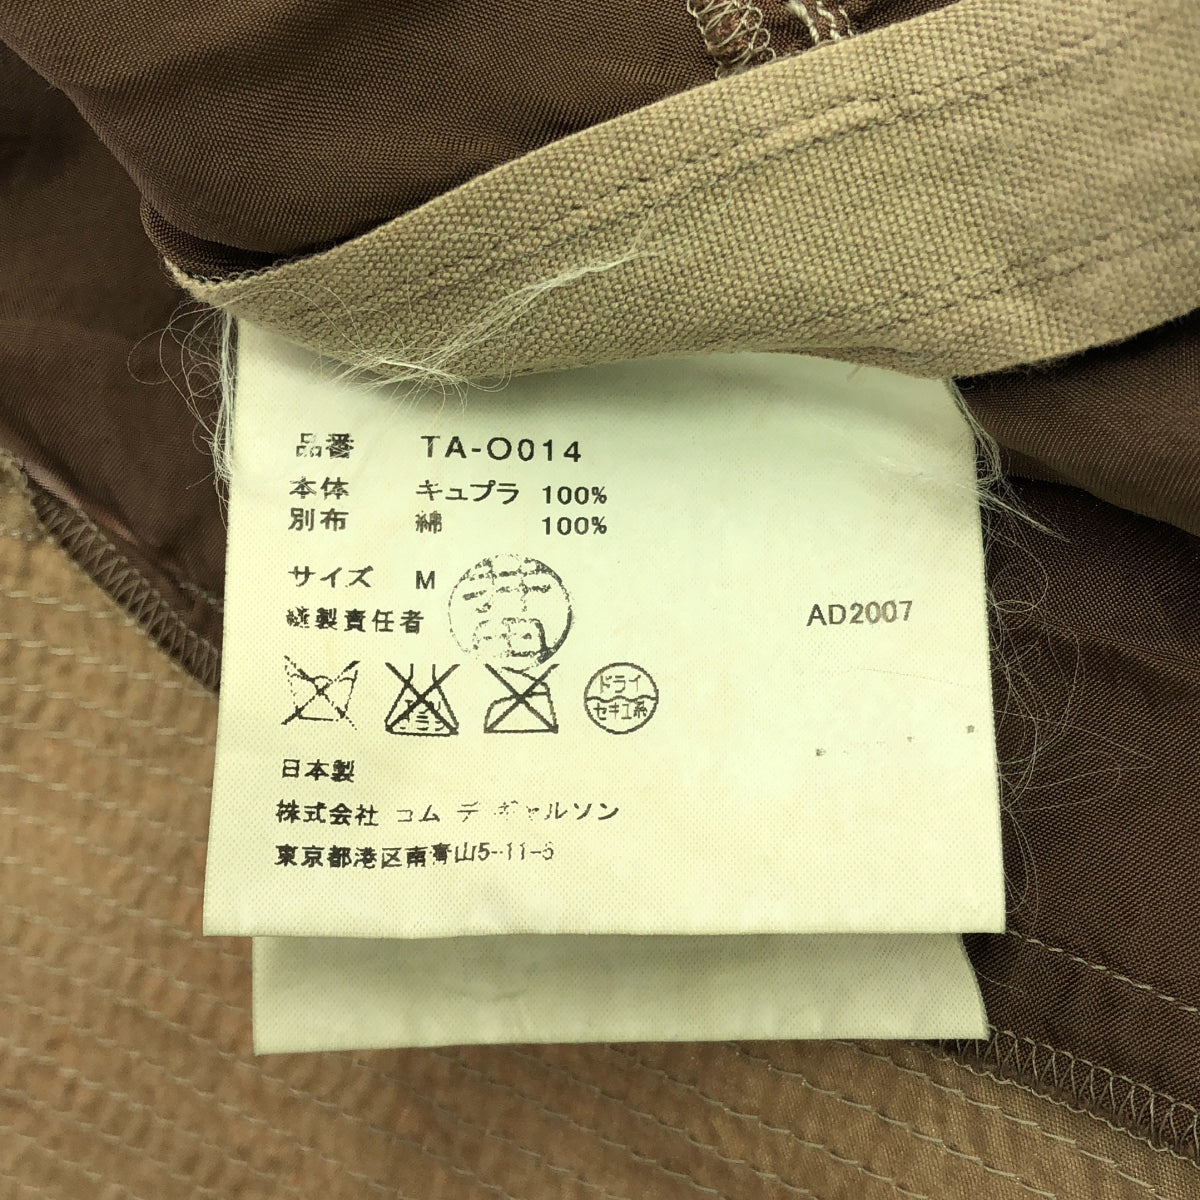 品番 TA-O014
本体 キュプラ 100%
別布 綿 100%
サイズ M
縫製責任者
AD2007
ドライ
セキユ系
日本製
株式会社 コム デ ギャルソン
東京都港区南青山5-11-5